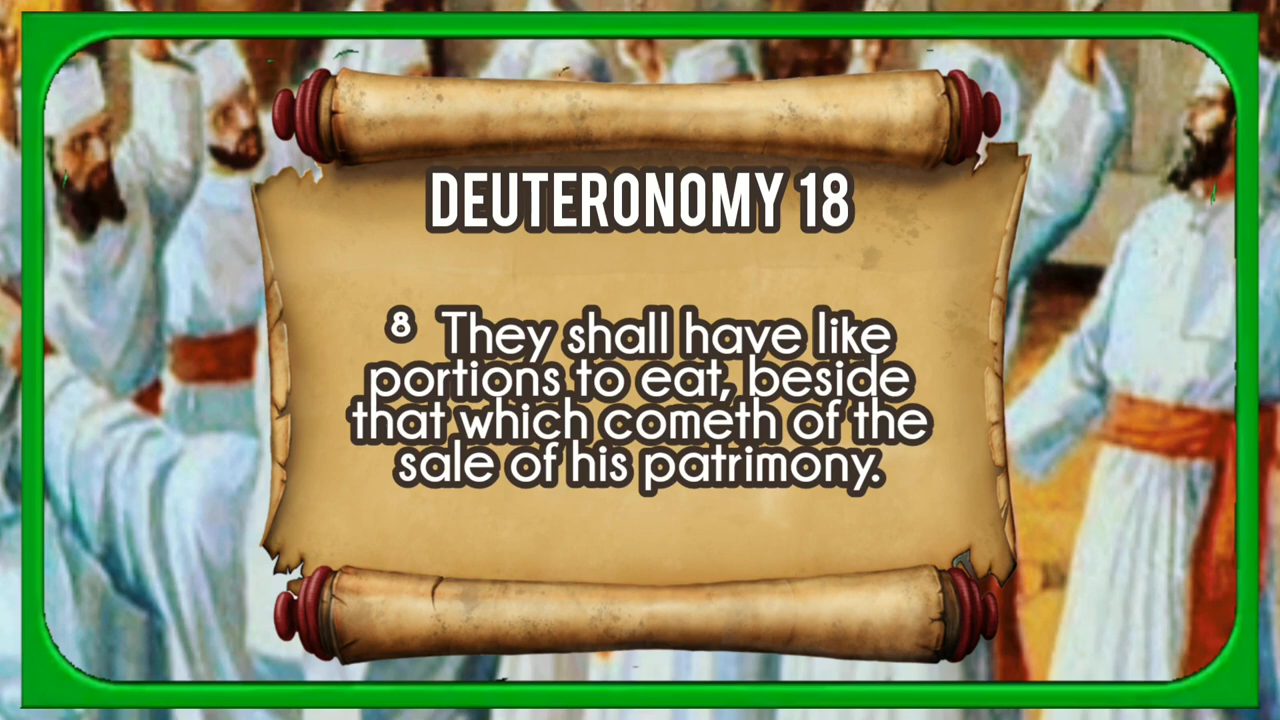 DEUTERONOMY 18
8 They shall have like
portions to eat, beside
that which cometh of the
sale of his patrimony.